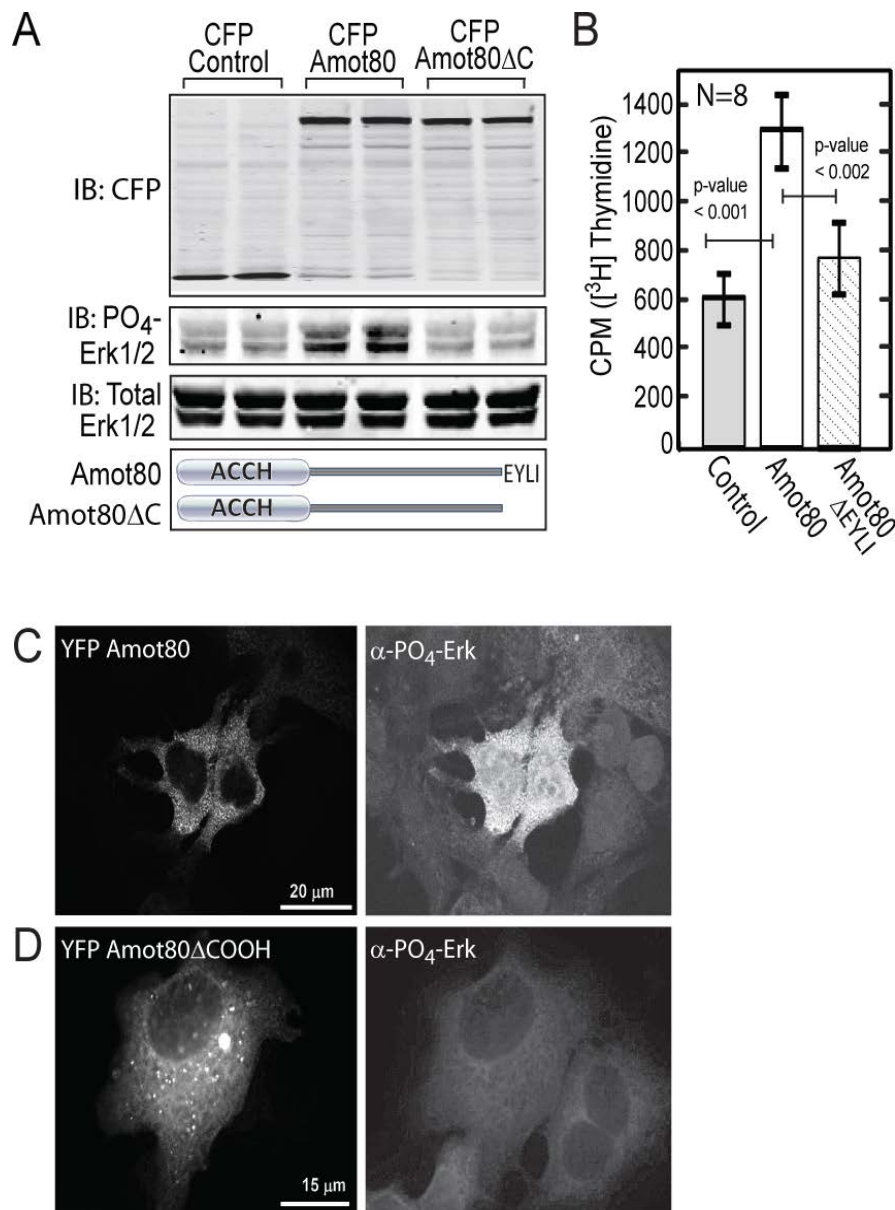 A
CFP
Control
CFP
Amot80
CFP
Amot80ΔC
IB: CFP
IB: PO₄-
Erk1/2
IB: Total
Erk1/2
Amot80
ACCH
EYLI
Amot80ΔC
ACCH
B
N=8
CPM ([³H] Thymidine)
1400
1200
1000
800
600
400
200
0
p-value
< 0.001
p-value
< 0.002
Control
Amot80
Amot80
ΔEYLI
C
YFP Amot80
20 μm
α-PO₄-Erk
D
YFP Amot80ΔCOOH
15 μm
α-PO₄-Erk